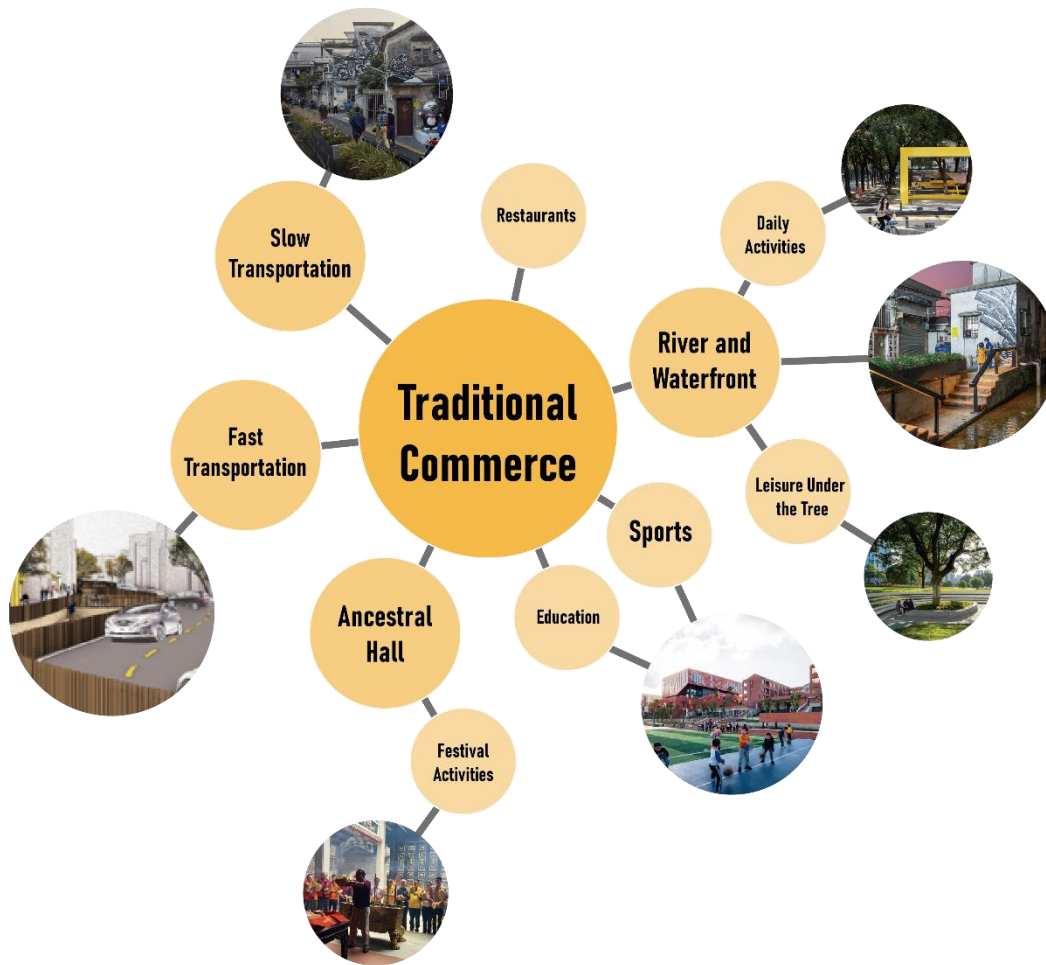 Restaurants
Slow
Transportation
Daily
Activities
River and
Waterfront
Traditional
Commerce
Fast
Transportation
Leisure Under
the Tree
Sports
Ancestral
Hall
Education
Festival
Activities